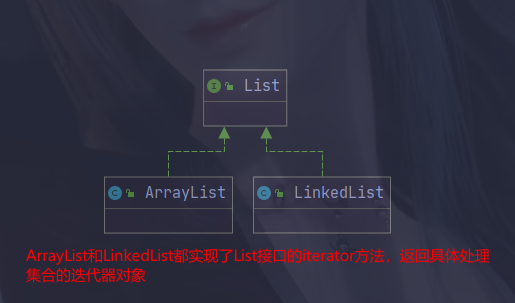 List
ArrayList
LinkedList
ArrayList和LinkedList都实现了List接口的iterator方法，返回具体处理
集合的迭代器对象